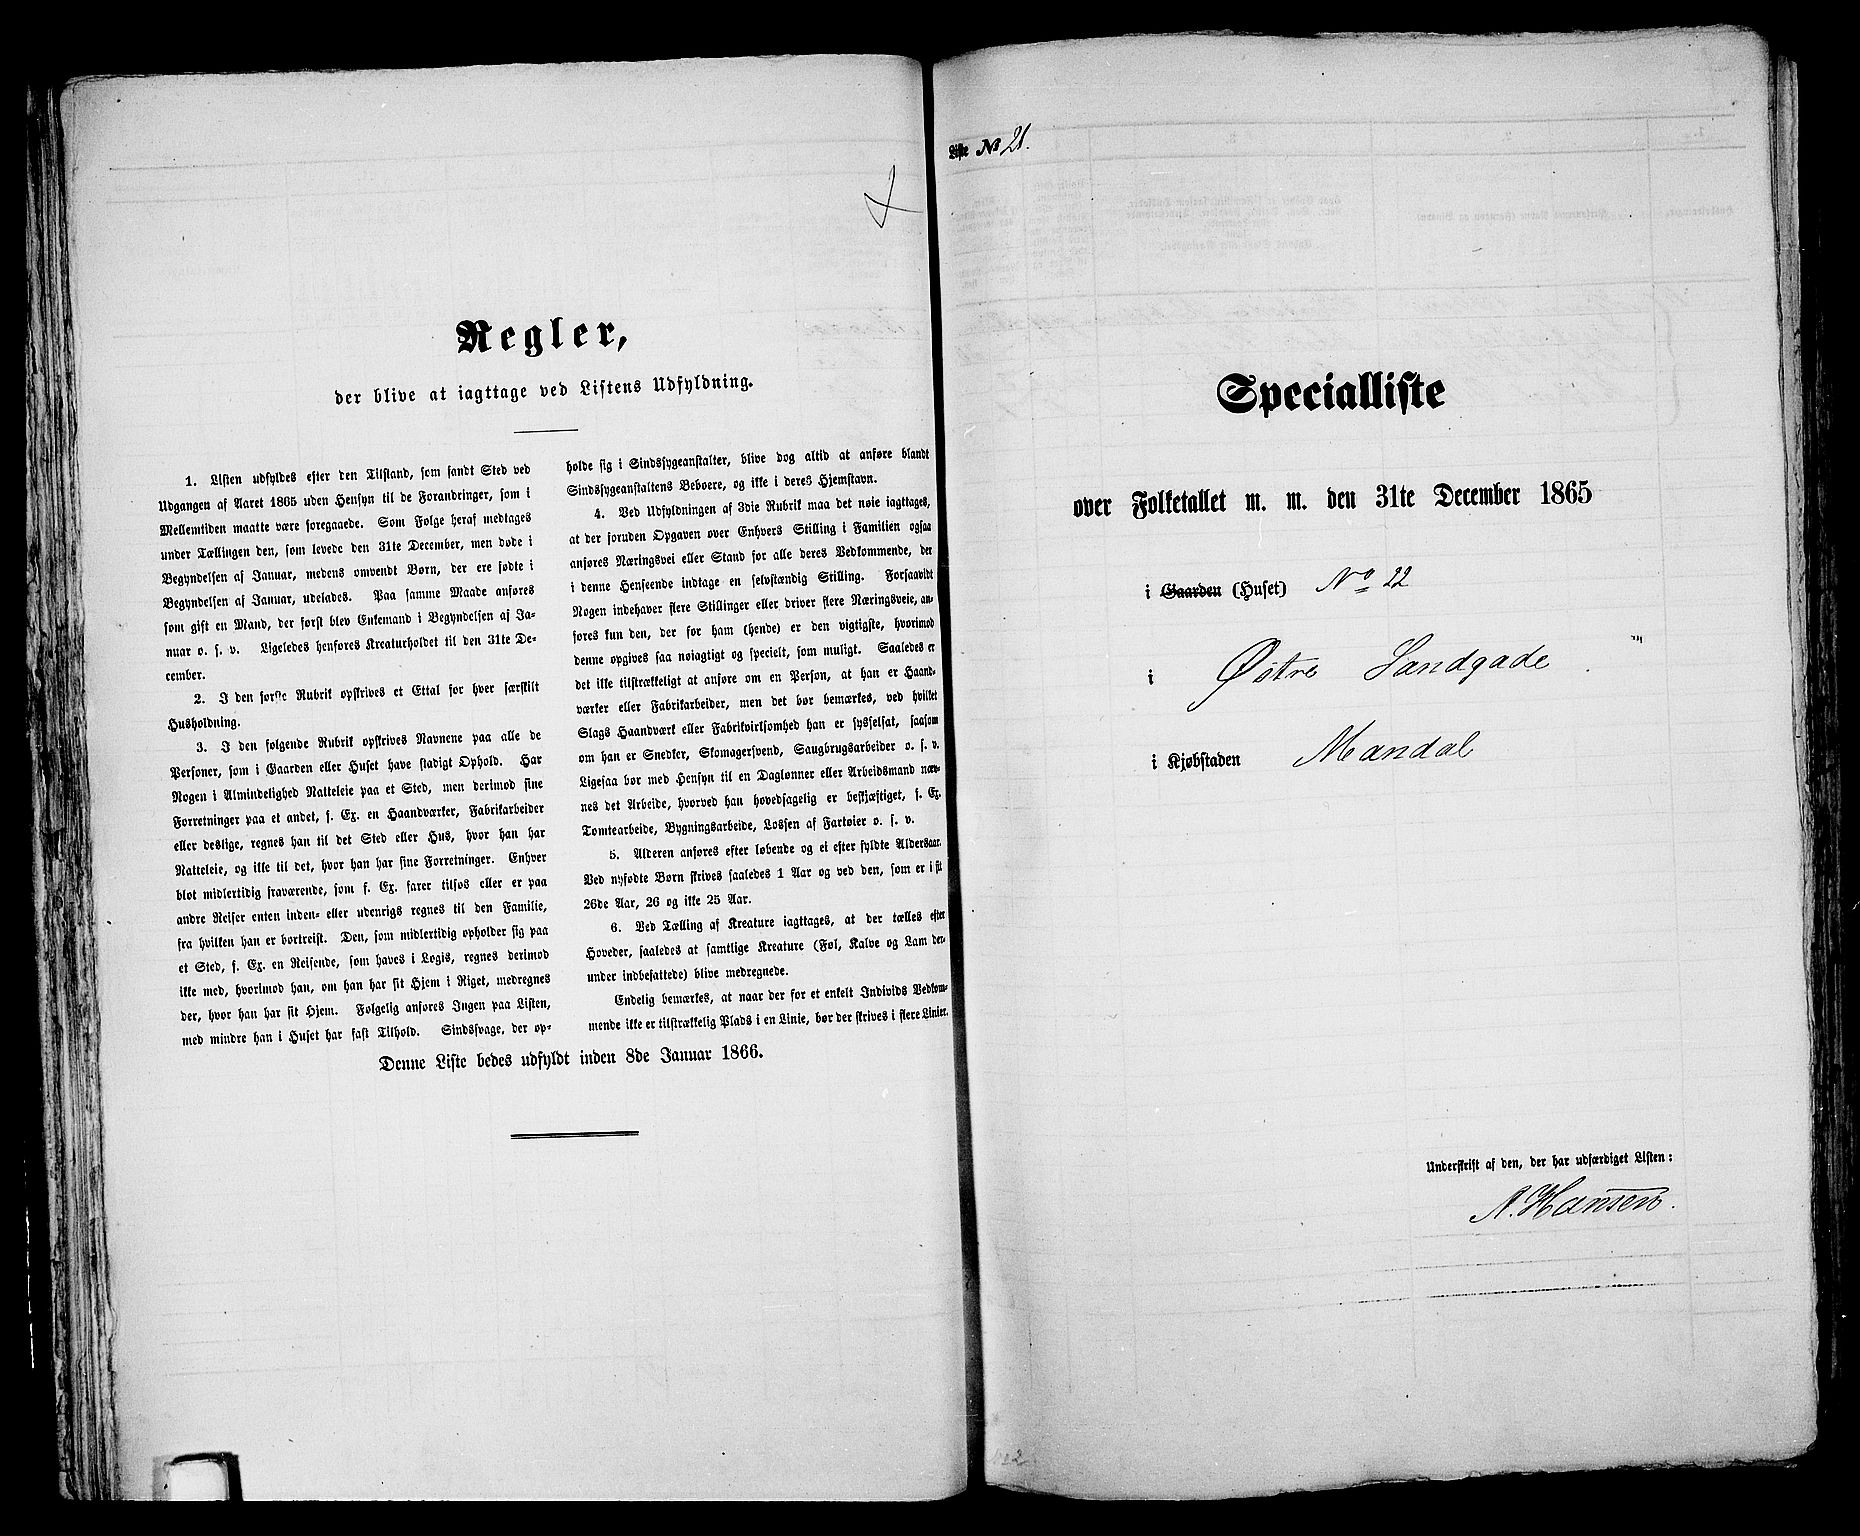 Regler,
der blive at iagttage ved Listens Udfyldning.
1. Listen udfyldes efter den Tilstand, som fandt Sted ved
Udgangen af Aaret 1865 uden Hensyn til de Forandringer, som i
Mellemtiden maatte være foregaaede. Som Følge heraf medtages
under Tællingen den, som levede den 31te December, men døde i
Begyndelsen af Januar, medens omvendt Børn, der ere fødte i
Begyndelsen af Januar, udelades. Paa samme Maade anføres
som gift en Mand, der først blev Enkemand i Begyndelsen af Ja-
nuar o. s. v. Ligeledes henføres Kreaturholdet til den 31te De-
cember.
2. I den første Rubrik opskrives et Ettal for hver særskilt
Husholdning.
3. I den følgende Rubrik opskrives Navnene paa alle de
Personer, som i Gaarden eller Huset have stadigt Ophold. Har
Nogen i Almindelighed Natteleie paa et Sted, men derimod sine
Forretninger paa et andet, f. Ex. en Haandværker, Fabrikarbeider
eller deslige, regnes han til det Sted eller Hus, hvor han har
Natteleie, og ikke til det, hvor han har sine Forretninger. Enhver
blot midlertidig fraværende, som f. Ex. farer tilsøs eller er paa
andre Reiser enten inden- eller udenrigs regnes til den Familie,
fra hvilken han er bortreist. Den, som midlertidig opholder sig paa
et Sted, f. Ex. en Reisende, som haves i Logis, regnes derimod
ikke med, hvorimod han, om han har sit Hjem i Riget, medregnes
der, hvor han har sit Hjem. Følgelig anføres Ingen paa Listen,
med mindre han i Huset har fast Tilhold. Sindssvage, der op-
holde sig i Sindssygeanstalter, blive dog altid at anføre blandt
Sindssygeanstaltens Beboere, og ikke i deres Hjemstavn.
4. Ved Udfyldningen af 3die Rubrik maa det nøie iagttages,
at der foruden Opgaven over Enhvers Stilling i Familien ogsaa
anføres Næringsvei eller Stand for alle deres Vedkommende, der
i denne Henseende indtage en selvstændig Stilling. Forsaavidt
Nogen indehaver flere Stillinger eller driver flere Næringsveie, an-
føres kun den, der for ham (hende) er den vigtigste, hvorimod
denne opgives saa nøiagtigt og specielt, som muligt. Saaledes er
det ikke tilstrækkeligt at anføre om en Person, at han er Haand-
værker eller Fabrikarbeider, men det bør bemærkes, ved hvilket
Slags Haandværk eller Fabrikvirksomhed han er sysselsat, saasom
om han er Snedker, Skomagersvend, Saugbrugsarbeider o. s. v.
Ligesaa bør med Hensyn til en Daglønner eller Arbeidsmand næv-
nes det Arbeide, hvorved han hovedsagelig er beskjæftiget, f. Ex.
Tomtearbeide, Bygningsarbeide, Lossen af Fartøier o. s. v.
5. Alderen anføres efter løbende og ei efter fyldte Aldersaar.
Ved nyfødte Børn skrives saaledes 1 Aar og ved den, som er i sit
26de Aar, 26 og ikke 25 Aar.
6. Ved Tælling af Kreature iagttages, at der tælles efter
Hoveder, saaledes at samtlige Kreature (Føl, Kalve og Lam der-
under indbefattede) blive medregnede.
Endelig bemærkes, at naar der for et enkelt Individs Vedkom-
mende ikke er tilstrækkelig Plads i en Linie, bør der skrives i flere Linier.
Denne Liste bedes udfyldt inden 8de Januar 1866.
Liste No 21.
Specialliste
over Folketallet m. m. den 31te December 1865
i Gaarden (Huset) No 22
i Østre Sandgade
i Kjøbstaden Mandal
Underskrift af den, der har udfærdiget Listen:
N. Hansen.